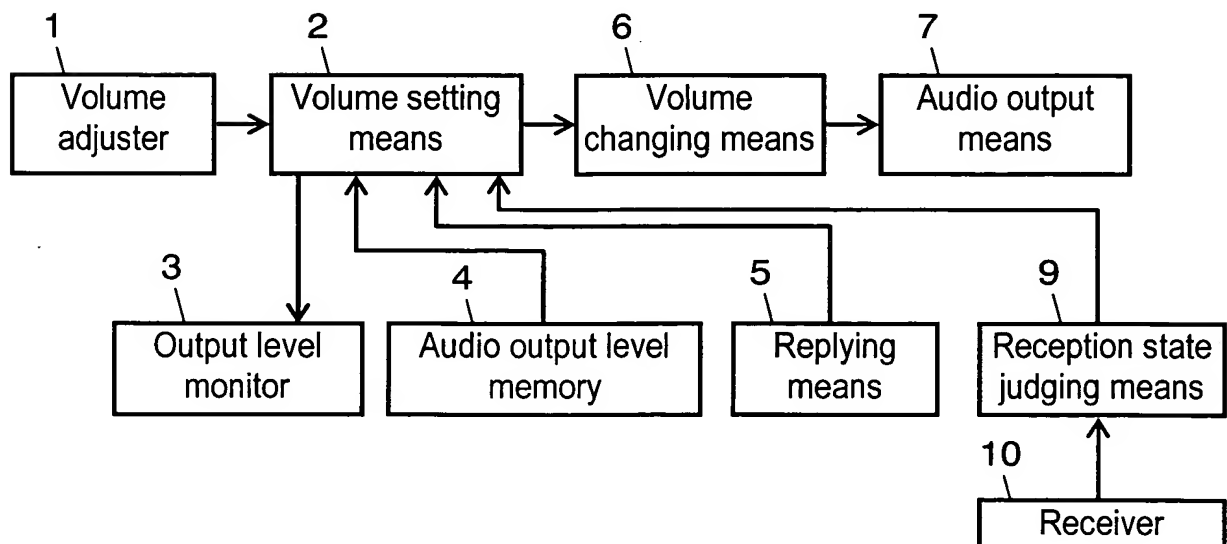 1
2
6
7
Volume
adjuster
Volume setting
means
Volume
changing means
Audio output
means
3
4
5
9
Output level
monitor
Audio output level
memory
Replying
means
Reception state
judging means
10
Receiver